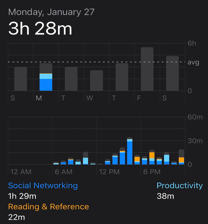 Monday, January 27
3h 28m
6h
avg
0
S M T W T F S
60m
30m
0
12 AM 6 AM 12 PM 6 PM
Social Networking Productivity
1h 29m 38m
Reading & Reference
22m